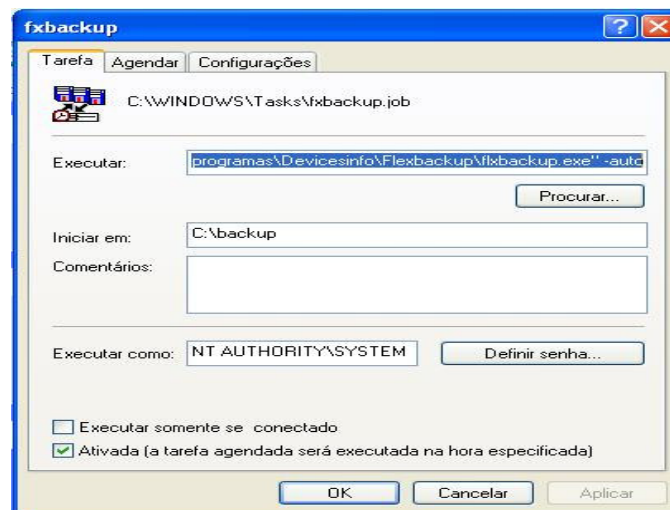 fxbackup
Tarefa Agendar Configurações
C:\WINDOWS\Tasks\fxbackup.job
Executar: programas\Devicesinfo\Flexbackup\flxbackup.exe" -auto
Procurar...
Iniciar em: C:\backup
Comentários:
Executar como: NT AUTHORITY\SYSTEM Definir senha...
Executar somente se conectado
Ativada (a tarefa agendada será executada na hora especificada)
OK Cancelar Aplicar